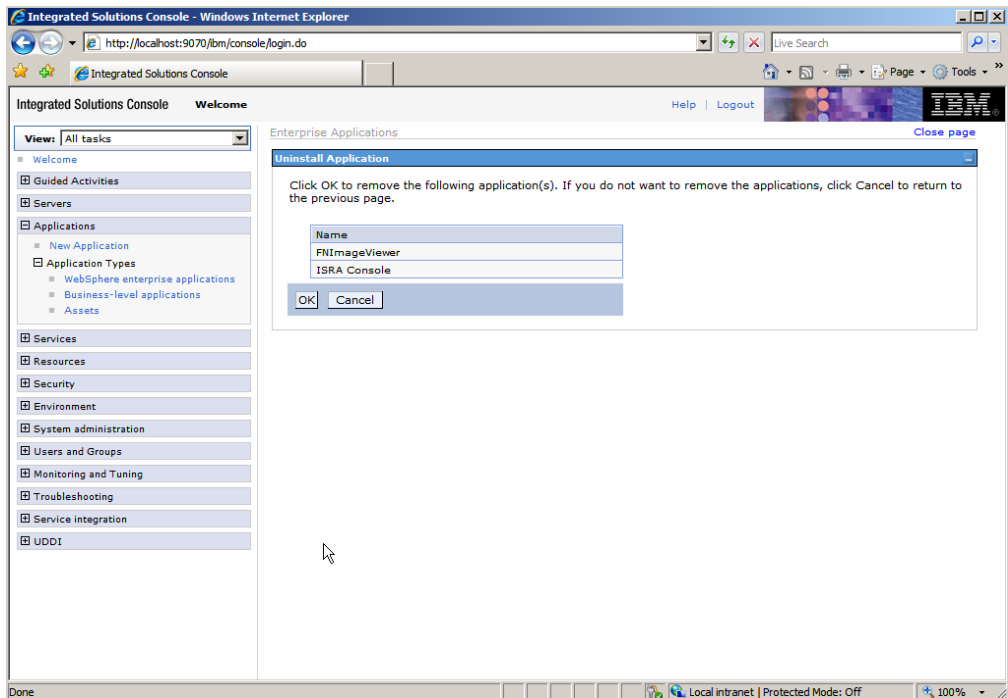 Integrated Solutions Console - Windows Internet Explorer
http://localhost:9070/ibm/console/login.do
Live Search
Integrated Solutions Console
Page
Tools
»
Integrated Solutions Console Welcome
Help | Logout
IBM®
View: All tasks
Welcome
Guided Activities
Servers
Applications
New Application
Application Types
WebSphere enterprise applications
Business-level applications
Assets
Services
Resources
Security
Environment
System administration
Users and Groups
Monitoring and Tuning
Troubleshooting
Service integration
UDDI
Enterprise Applications
Close page
Uninstall Application
Click OK to remove the following application(s). If you do not want to remove the applications, click Cancel to return to
the previous page.
Name
FNImageViewer
ISRA Console
OK Cancel
Done
Local intranet | Protected Mode: Off
100%